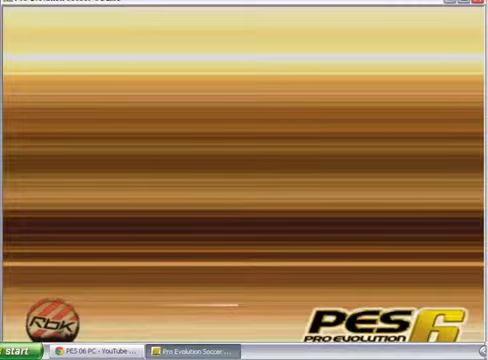 Rbk
PES 6
PRO EVOLUTION
start
PES 06 PC - YouTube ...
Pro Evolution Soccer ...